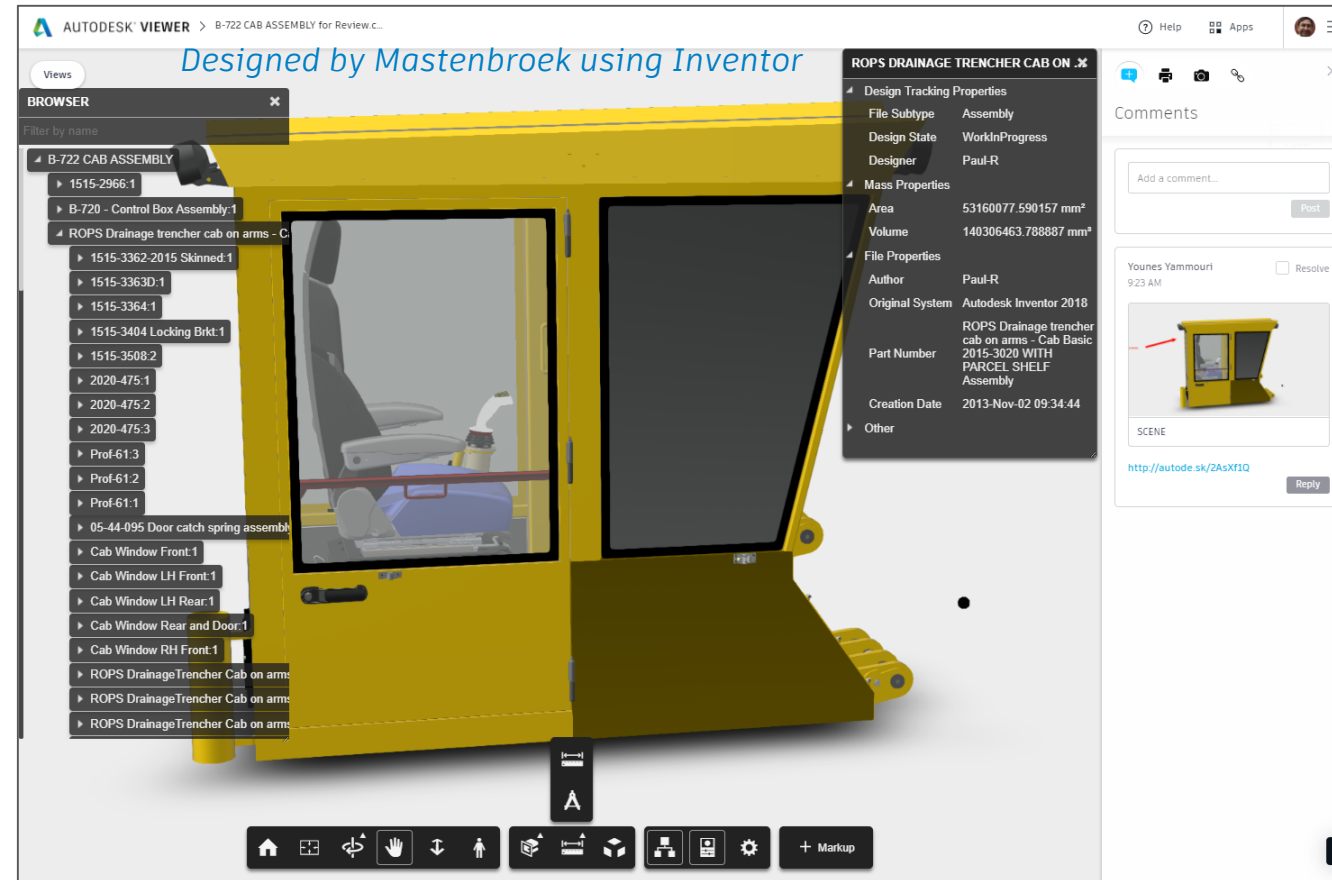 AUTODESK® VIEWER > B-722 CAB ASSEMBLY for Review.c...
Help
Apps
Designed by Mastenbroek using Inventor
Views
BROWSER
Filter by name
B-722 CAB ASSEMBLY
1515-2966:1
B-720 - Control Box Assembly:1
ROPS Drainage trencher cab on arms - C
1515-3362-2015 Skinned:1
1515-3363D:1
1515-3364:1
1515-3404 Locking Brkt:1
1515-3508:2
2020-475:1
2020-475:2
2020-475:3
Prof-61:3
Prof-61:2
Prof-61:1
05-44-095 Door catch spring assembly
Cab Window Front:1
Cab Window LH Front:1
Cab Window LH Rear:1
Cab Window Rear and Door:1
Cab Window RH Front:1
ROPS DrainageTrencher Cab on arms
ROPS DrainageTrencher Cab on arms
ROPS DrainageTrencher Cab on arms
ROPS DRAINAGE TRENCHER CAB ON .
Design Tracking Properties
File Subtype Assembly
Design State WorkInProgress
Designer Paul-R
Mass Properties
Area 53160077.590157 mm²
Volume 140306463.788887 mm³
File Properties
Author Paul-R
Original System Autodesk Inventor 2018
Part Number ROPS Drainage trencher
cab on arms - Cab Basic
2015-3020 WITH
PARCEL SHELF
Assembly
Creation Date 2013-Nov-02 09:34:44
Other
Comments
Add a comment...
Post
Younes Yammouri
Resolve
9:23 AM
SCENE
http://autode.sk/2AsXf1Q
Reply
+ Markup